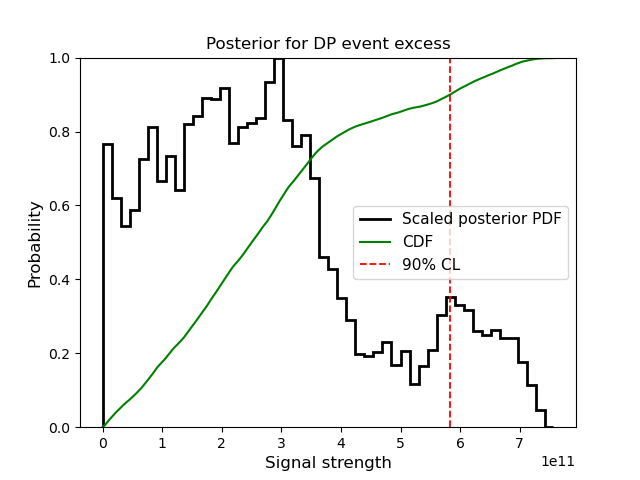 Posterior for DP event excess
Probability
1.0
0.8
0.6
0.4
0.2
0.0
Scaled posterior PDF
CDF
90% CL
0 1 2 3 4 5 6 7
1e11
Signal strength